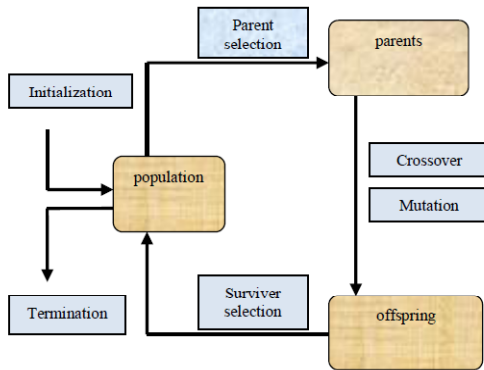 Parent
selection
parents
Initialization
Crossover
population
Mutation
Surviver
selection
Termination
offspring